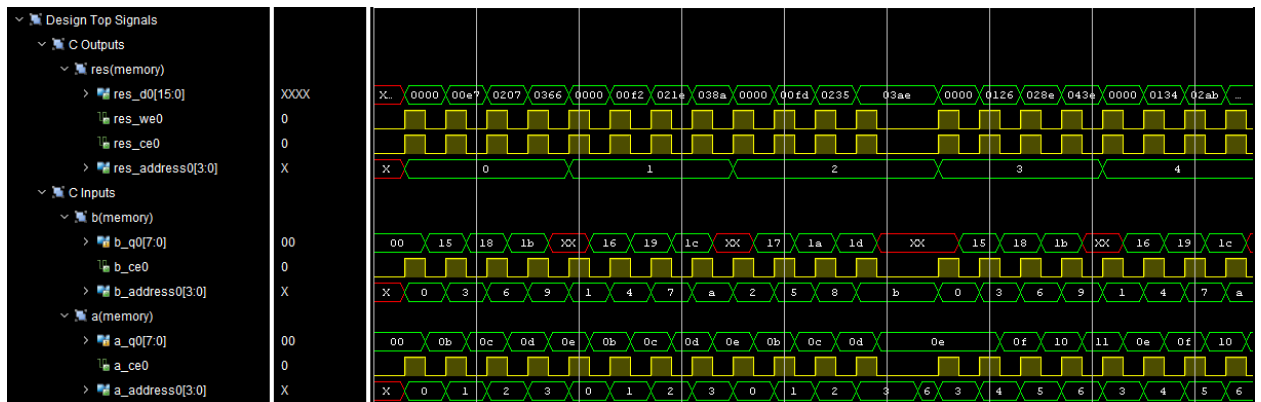 Design Top Signals
C Outputs
res(memory)
res_d0[15:0] XXXX X.. 0000 00e7 0207 0366 0000 00f2 021e 038a 0000 00fd 0235 03ae 0000 0126 028e 043e 0000 0134 02ab ...
res_we0 0
res_ce0 0
res_address0[3:0] X X 0 1 2 3 4
C Inputs
b(memory)
b_q0[7:0] 00 00 15 18 1b XX 16 19 1c XX 17 1a 1d XX 15 18 1b XX 16 19 1c
b_ce0 0
b_address0[3:0] X X 0 3 6 9 1 4 7 a 2 5 8 b 0 3 6 9 1 4 7 a
a(memory)
a_q0[7:0] 00 00 0b 0c 0d 0e 0b 0c 0d 0e 0b 0c 0d 0e 0f 10 11 0e 0f 10
a_ce0 0
a_address0[3:0] X X 0 1 2 3 0 1 2 3 0 1 2 3 6 3 4 5 6 3 4 5 6